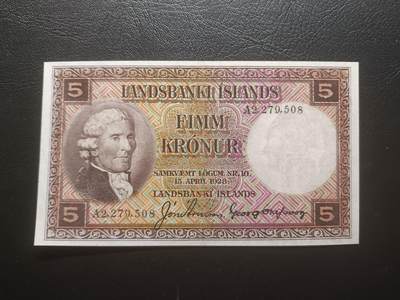 5 LANDSBANKI ÍSLANDS 5
A2,279,508
FIMM
KRÓNUR
SAMKVÆMT LÖGUM NR. 10,
15. APRIL 1928
LANDSBANKI ÍSLANDS
5 A2,279,508 5